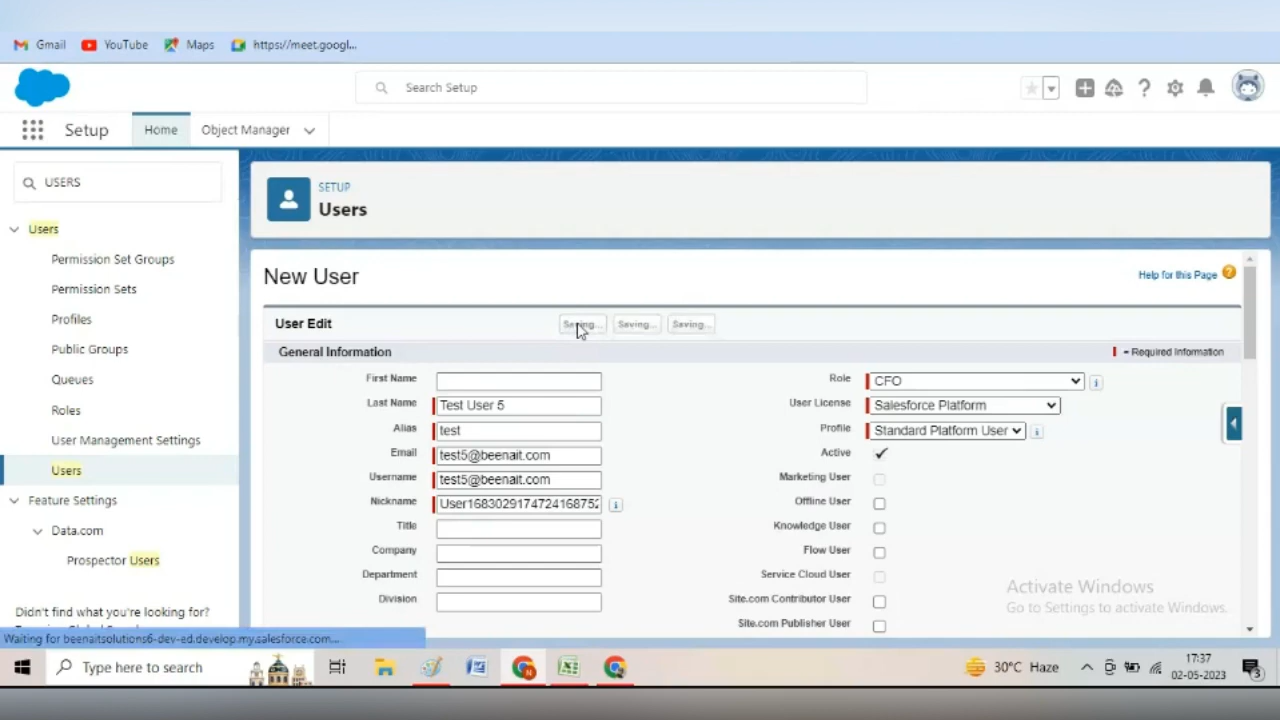 Gmail YouTube Maps https://meet.googl...
Search Setup
Setup Home Object Manager
USERS
Users
Permission Set Groups
Permission Sets
Profiles
Public Groups
Queues
Roles
User Management Settings
Users
Feature Settings
Data.com
Prospector Users
Didn't find what you're looking for?
SETUP
Users
New User
Help for this Page
User Edit Saving... Saving... Saving...
General Information = Required Information
First Name
Last Name Test User 5
Alias test
Email test5@beenait.com
Username test5@beenait.com
Nickname
Title
Company
Department
Division
Role CFO
User License Salesforce Platform
Profile Standard Platform User
Active
Marketing User
Offline User
Knowledge User
Flow User
Service Cloud User
Site.com Contributor User
Site.com Publisher User
Activate Windows
Go to Settings to activate Windows.
Waiting for beenaitsolutions6-dev-ed.develop.my.salesforce.com...
Type here to search
30°C Haze
17:37
02-05-2023
3